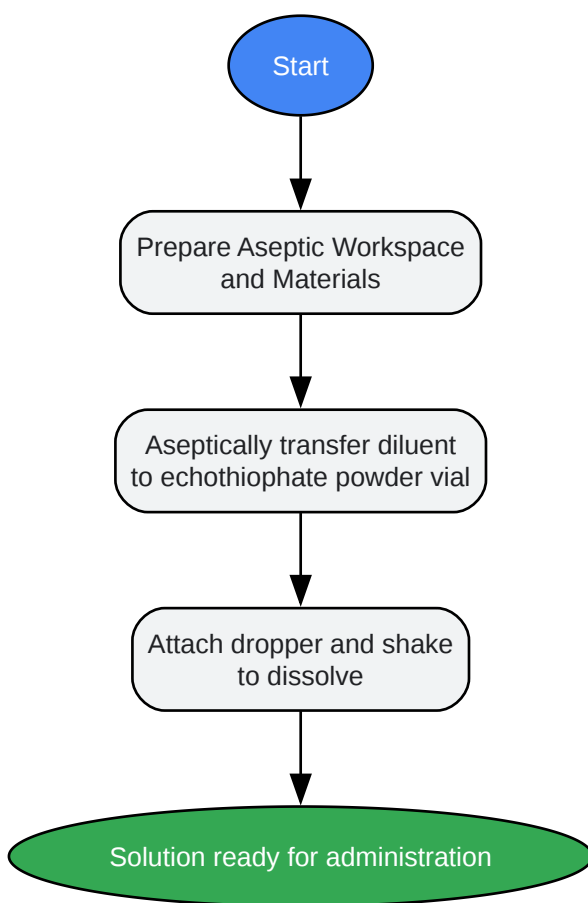 Start
Prepare Aseptic Workspace
and Materials
Aseptically transfer diluent
to echothiophate powder vial
Attach dropper and shake
to dissolve
Solution ready for administration